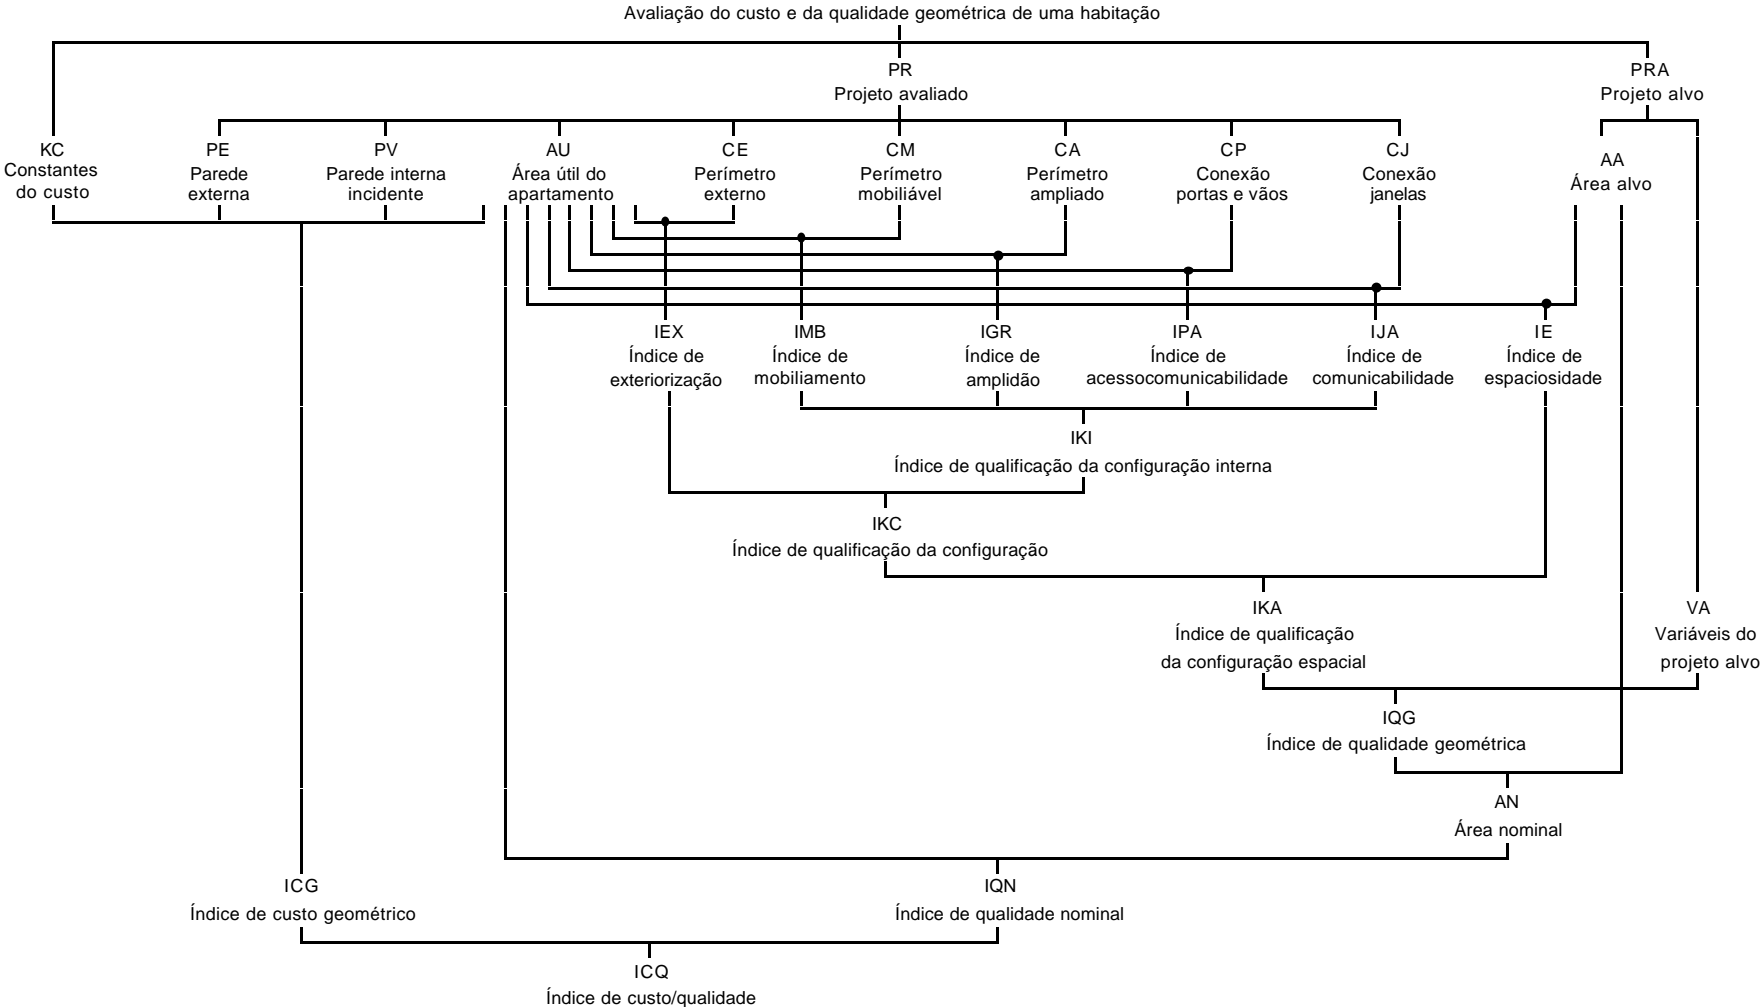 Avaliação do custo e da qualidade geométrica de uma habitação
PR
Projeto avaliado
PRA
Projeto alvo
KC
Constantes
do custo
PE
Parede
externa
PV
Parede interna
incidente
AU
Área útil do
apartamento
CE
Perímetro
externo
CM
Perímetro
mobiliável
CA
Perímetro
ampliado
CP
Conexão
portas e vãos
CJ
Conexão
janelas
AA
Área alvo
IEX
Índice de
exteriorização
IMB
Índice de
mobiliamento
IGR
Índice de
amplidão
IPA
Índice de
acessocomunicabilidade
IJA
Índice de
comunicabilidade
IE
Índice de
espaciosidade
IKI
Índice de qualificação da configuração interna
IKC
Índice de qualificação da configuração
IKA
Índice de qualificação
da configuração espacial
VA
Variáveis do
projeto alvo
IQG
Índice de qualidade geométrica
AN
Área nominal
ICG
Índice de custo geométrico
IQN
Índice de qualidade nominal
ICQ
Índice de custo/qualidade